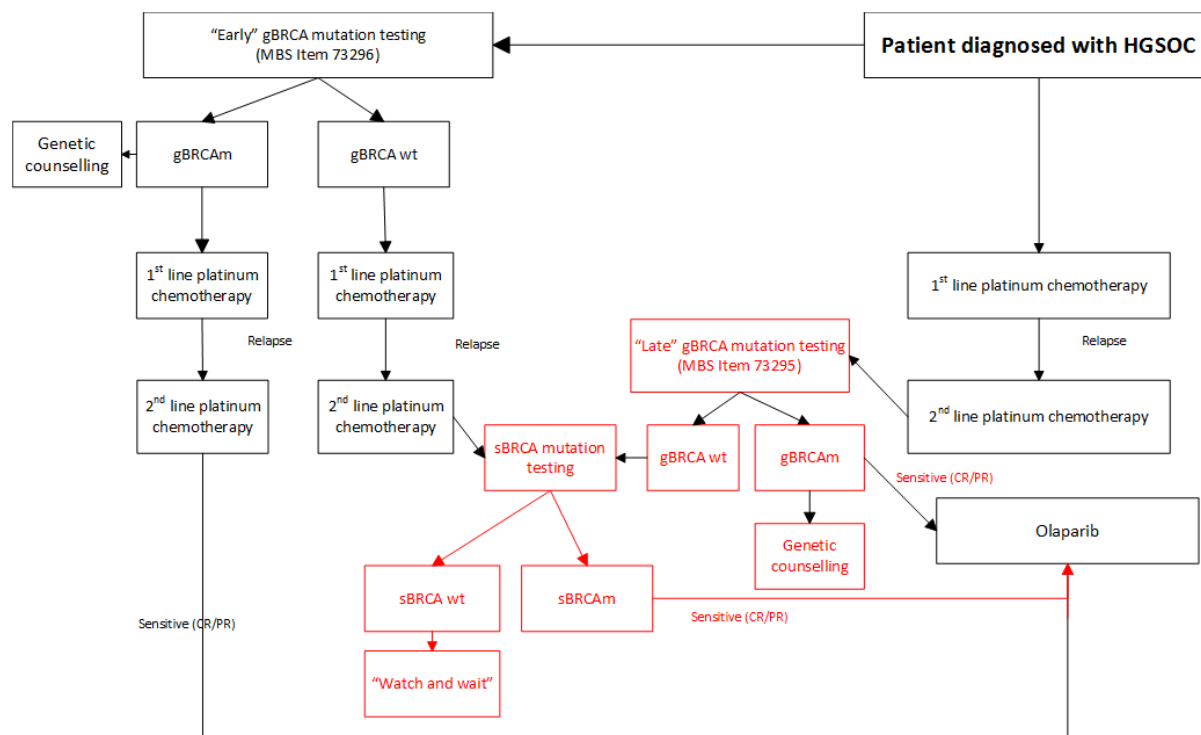 “Early” gBRCA mutation testing
(MBS Item 73296)
Patient diagnosed with HGSOC
Genetic
counselling
gBRCAm
gBRCA wt
1st line platinum
chemotherapy
1st line platinum
chemotherapy
1st line platinum chemotherapy
Relapse
Relapse
Relapse
“Late” gBRCA mutation testing
(MBS Item 73295)
2nd line platinum
chemotherapy
2nd line platinum
chemotherapy
2nd line platinum chemotherapy
sBRCA mutation
testing
gBRCA wt
gBRCAm
Sensitive (CR/PR)
Olaparib
Genetic
counselling
sBRCA wt
sBRCAm
Sensitive (CR/PR)
Sensitive (CR/PR)
“Watch and wait”